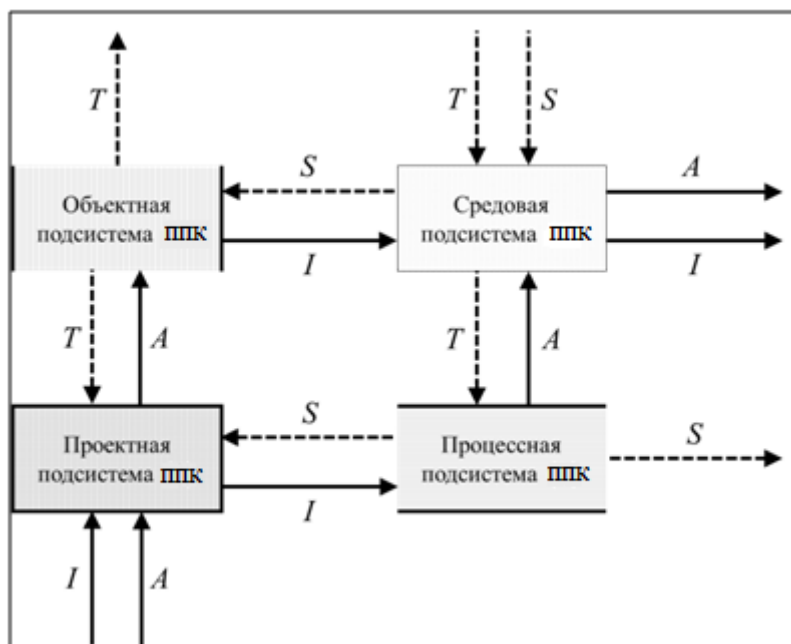 T
T
S
S
A
Объектная
подсистема ППК
Средовая
подсистема ППК
I
I
T
A
T
A
S
S
Проектная
подсистема ППК
Процессная
подсистема ППК
I
I
A